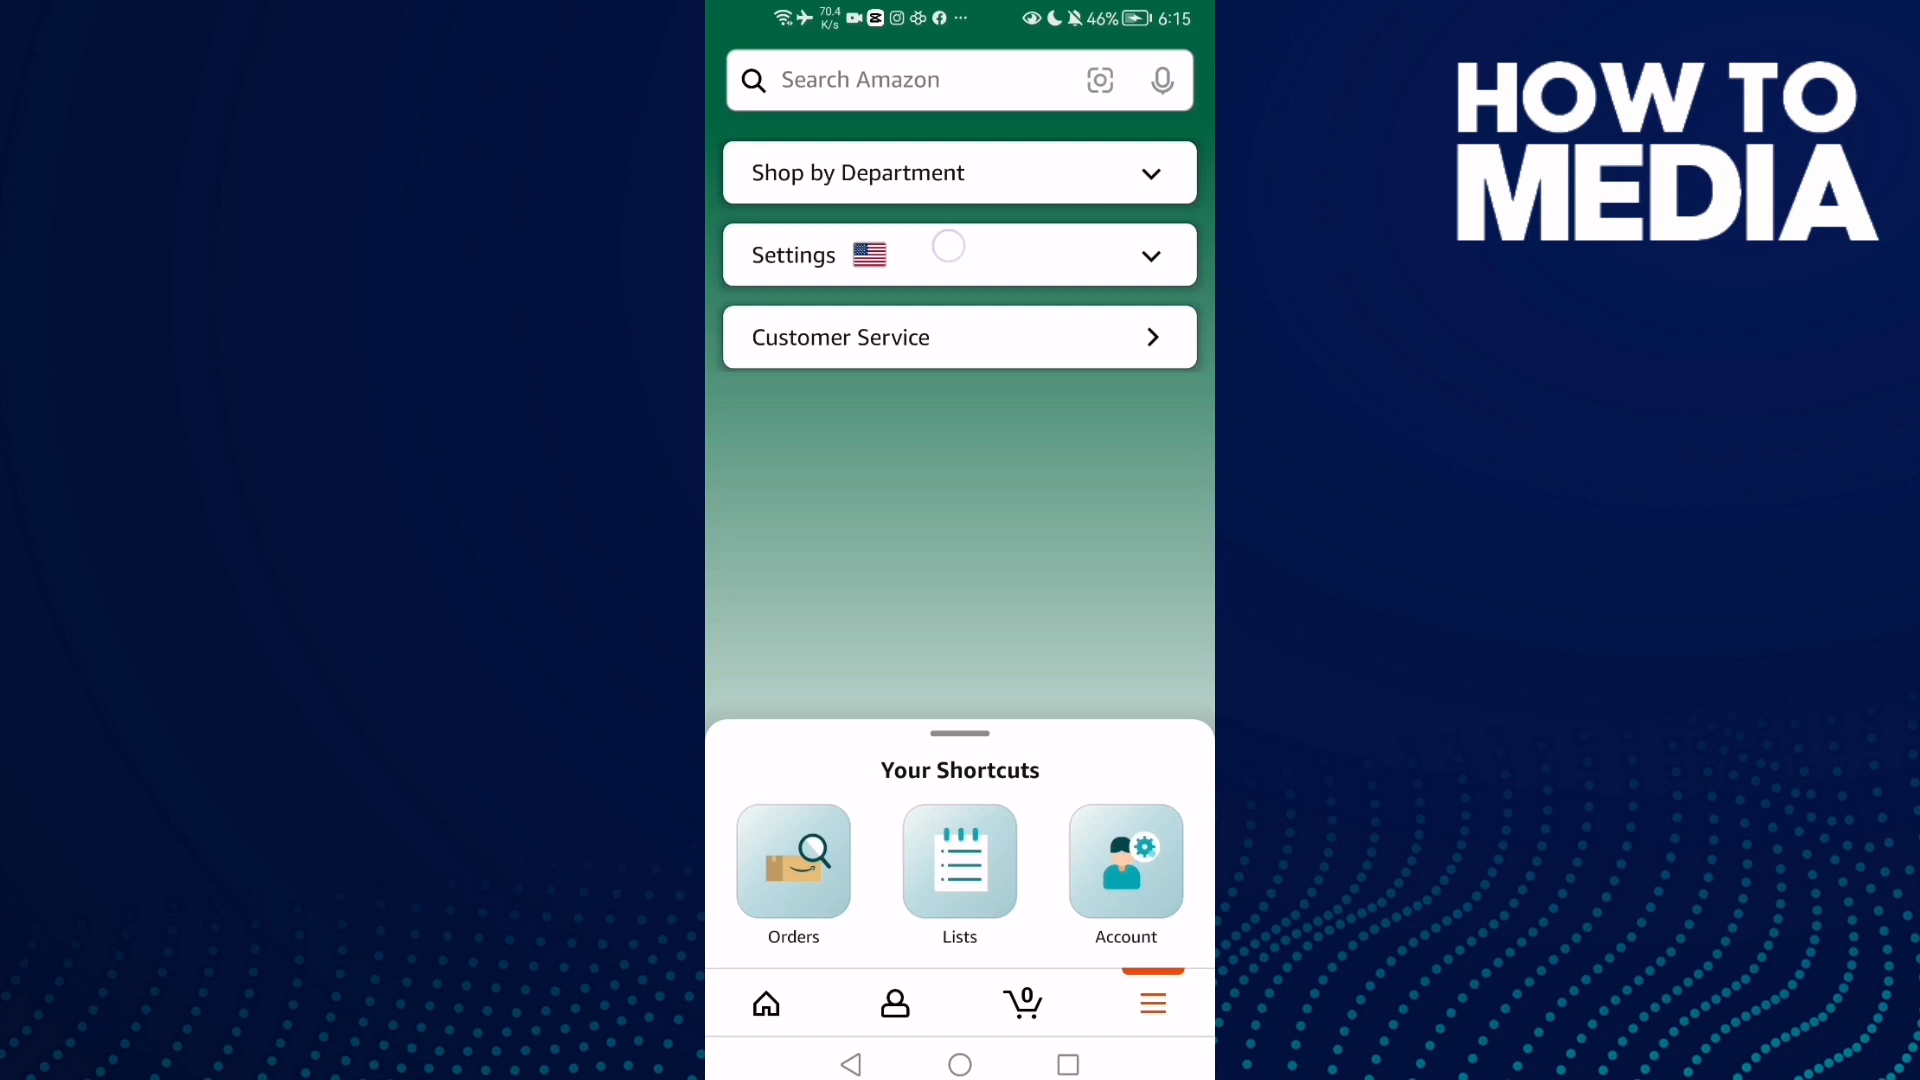 70.4
K/s
46%
6:15
Search Amazon
Shop by Department
Settings
Customer Service
Your Shortcuts
Orders
Lists
Account
0
HOW TO
MEDIA